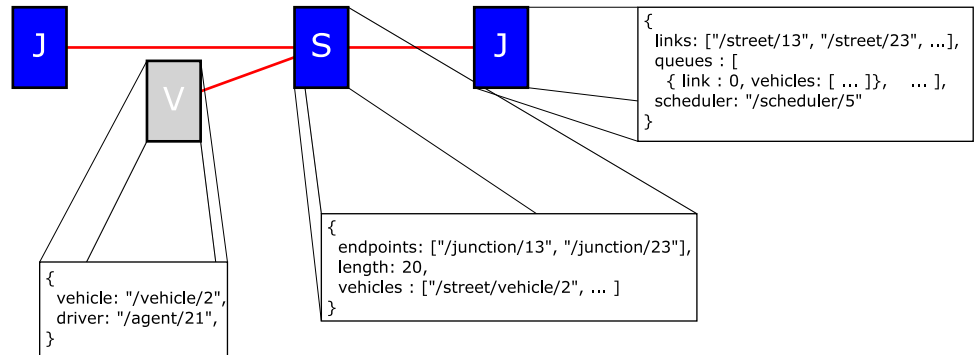 J
S
J
V
{
links: ["/street/13", "/street/23", ...],
queues : [
{ link : 0, vehicles: [ ... ]}, ... ],
scheduler: "/scheduler/5"
}
{
endpoints: ["/junction/13", "/junction/23"],
length: 20,
vehicles : ["/street/vehicle/2", ... ]
}
{
vehicle: "/vehicle/2",
driver: "/agent/21",
}